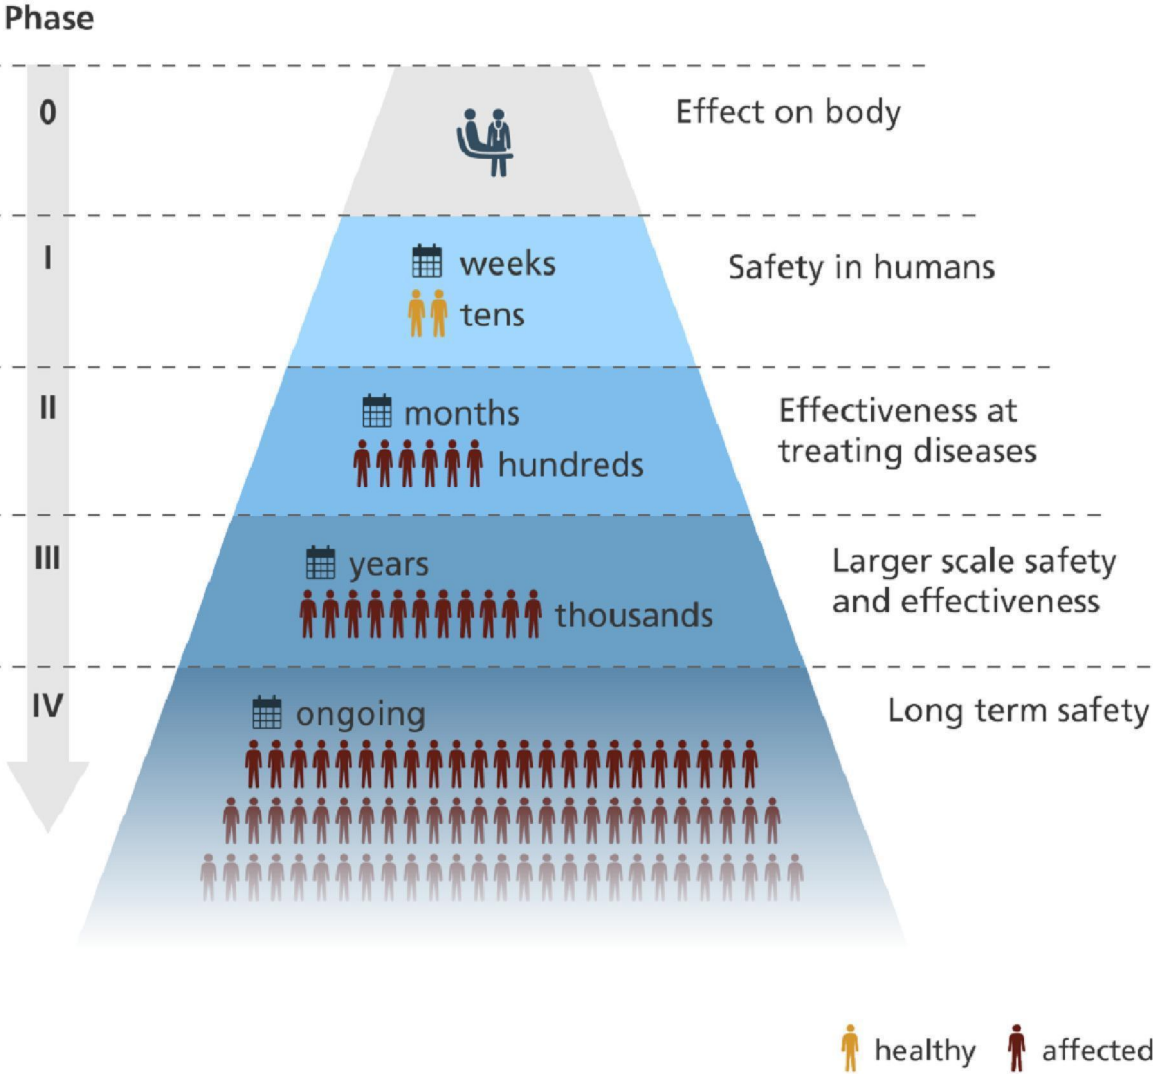 Phase
0
Effect on body
I
weeks
tens
Safety in humans
II
months
hundreds
Effectiveness at
treating diseases
III
years
thousands
Larger scale safety
and effectiveness
IV
ongoing
Long term safety
healthy
affected